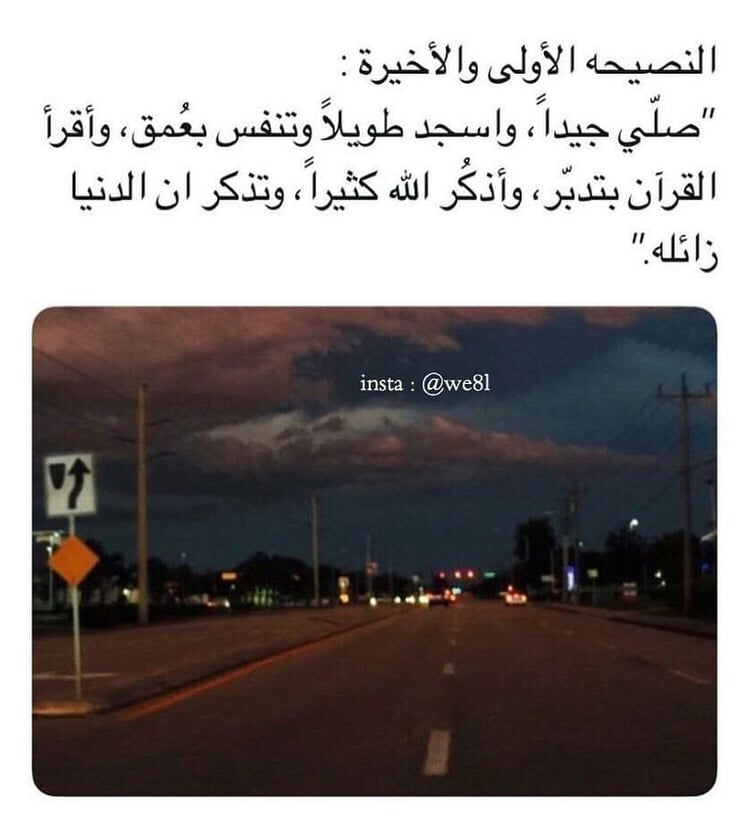 النصيحه الأولى والأخيرة :
"صلّي جيداً، واسجد طويلاً وتنفس بعُمق، وأقرأ
القرآن بتدبّر، وأذكُر الله كثيراً، وتذكر ان الدنيا
زائله."
insta : @we8l